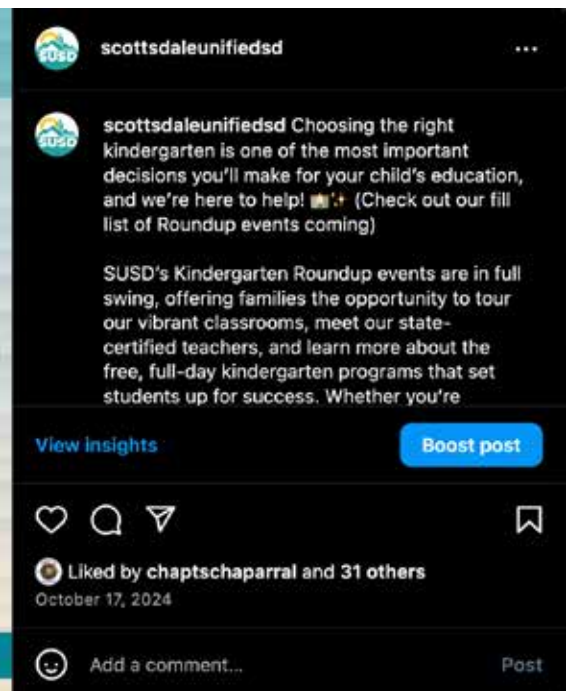 SUSD
scottsdaleunifiedsd
...
SUSD
scottsdaleunifiedsd Choosing the right
kindergarten is one of the most important
decisions you'll make for your child's education,
and we're here to help! 🏫✨ (Check out our fill
list of Roundup events coming)
SUSD's Kindergarten Roundup events are in full
swing, offering families the opportunity to tour
our vibrant classrooms, meet our state-
certified teachers, and learn more about the
free, full-day kindergarten programs that set
students up for success. Whether you're
View insights
Boost post
Liked by chaptschaparral and 31 others
October 17, 2024
Add a comment...
Post